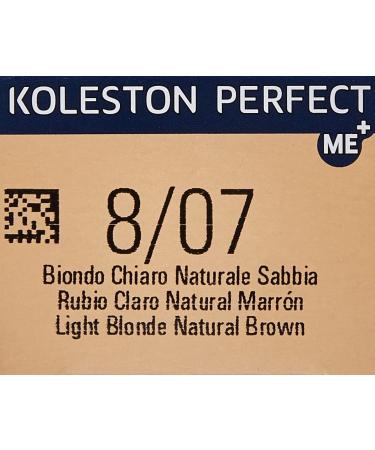 KOLESTON PERFECT
ME+
8/07
Biondo Chiaro Naturale Sabbia
Rubio Claro Natural Marrón
Light Blonde Natural Brown